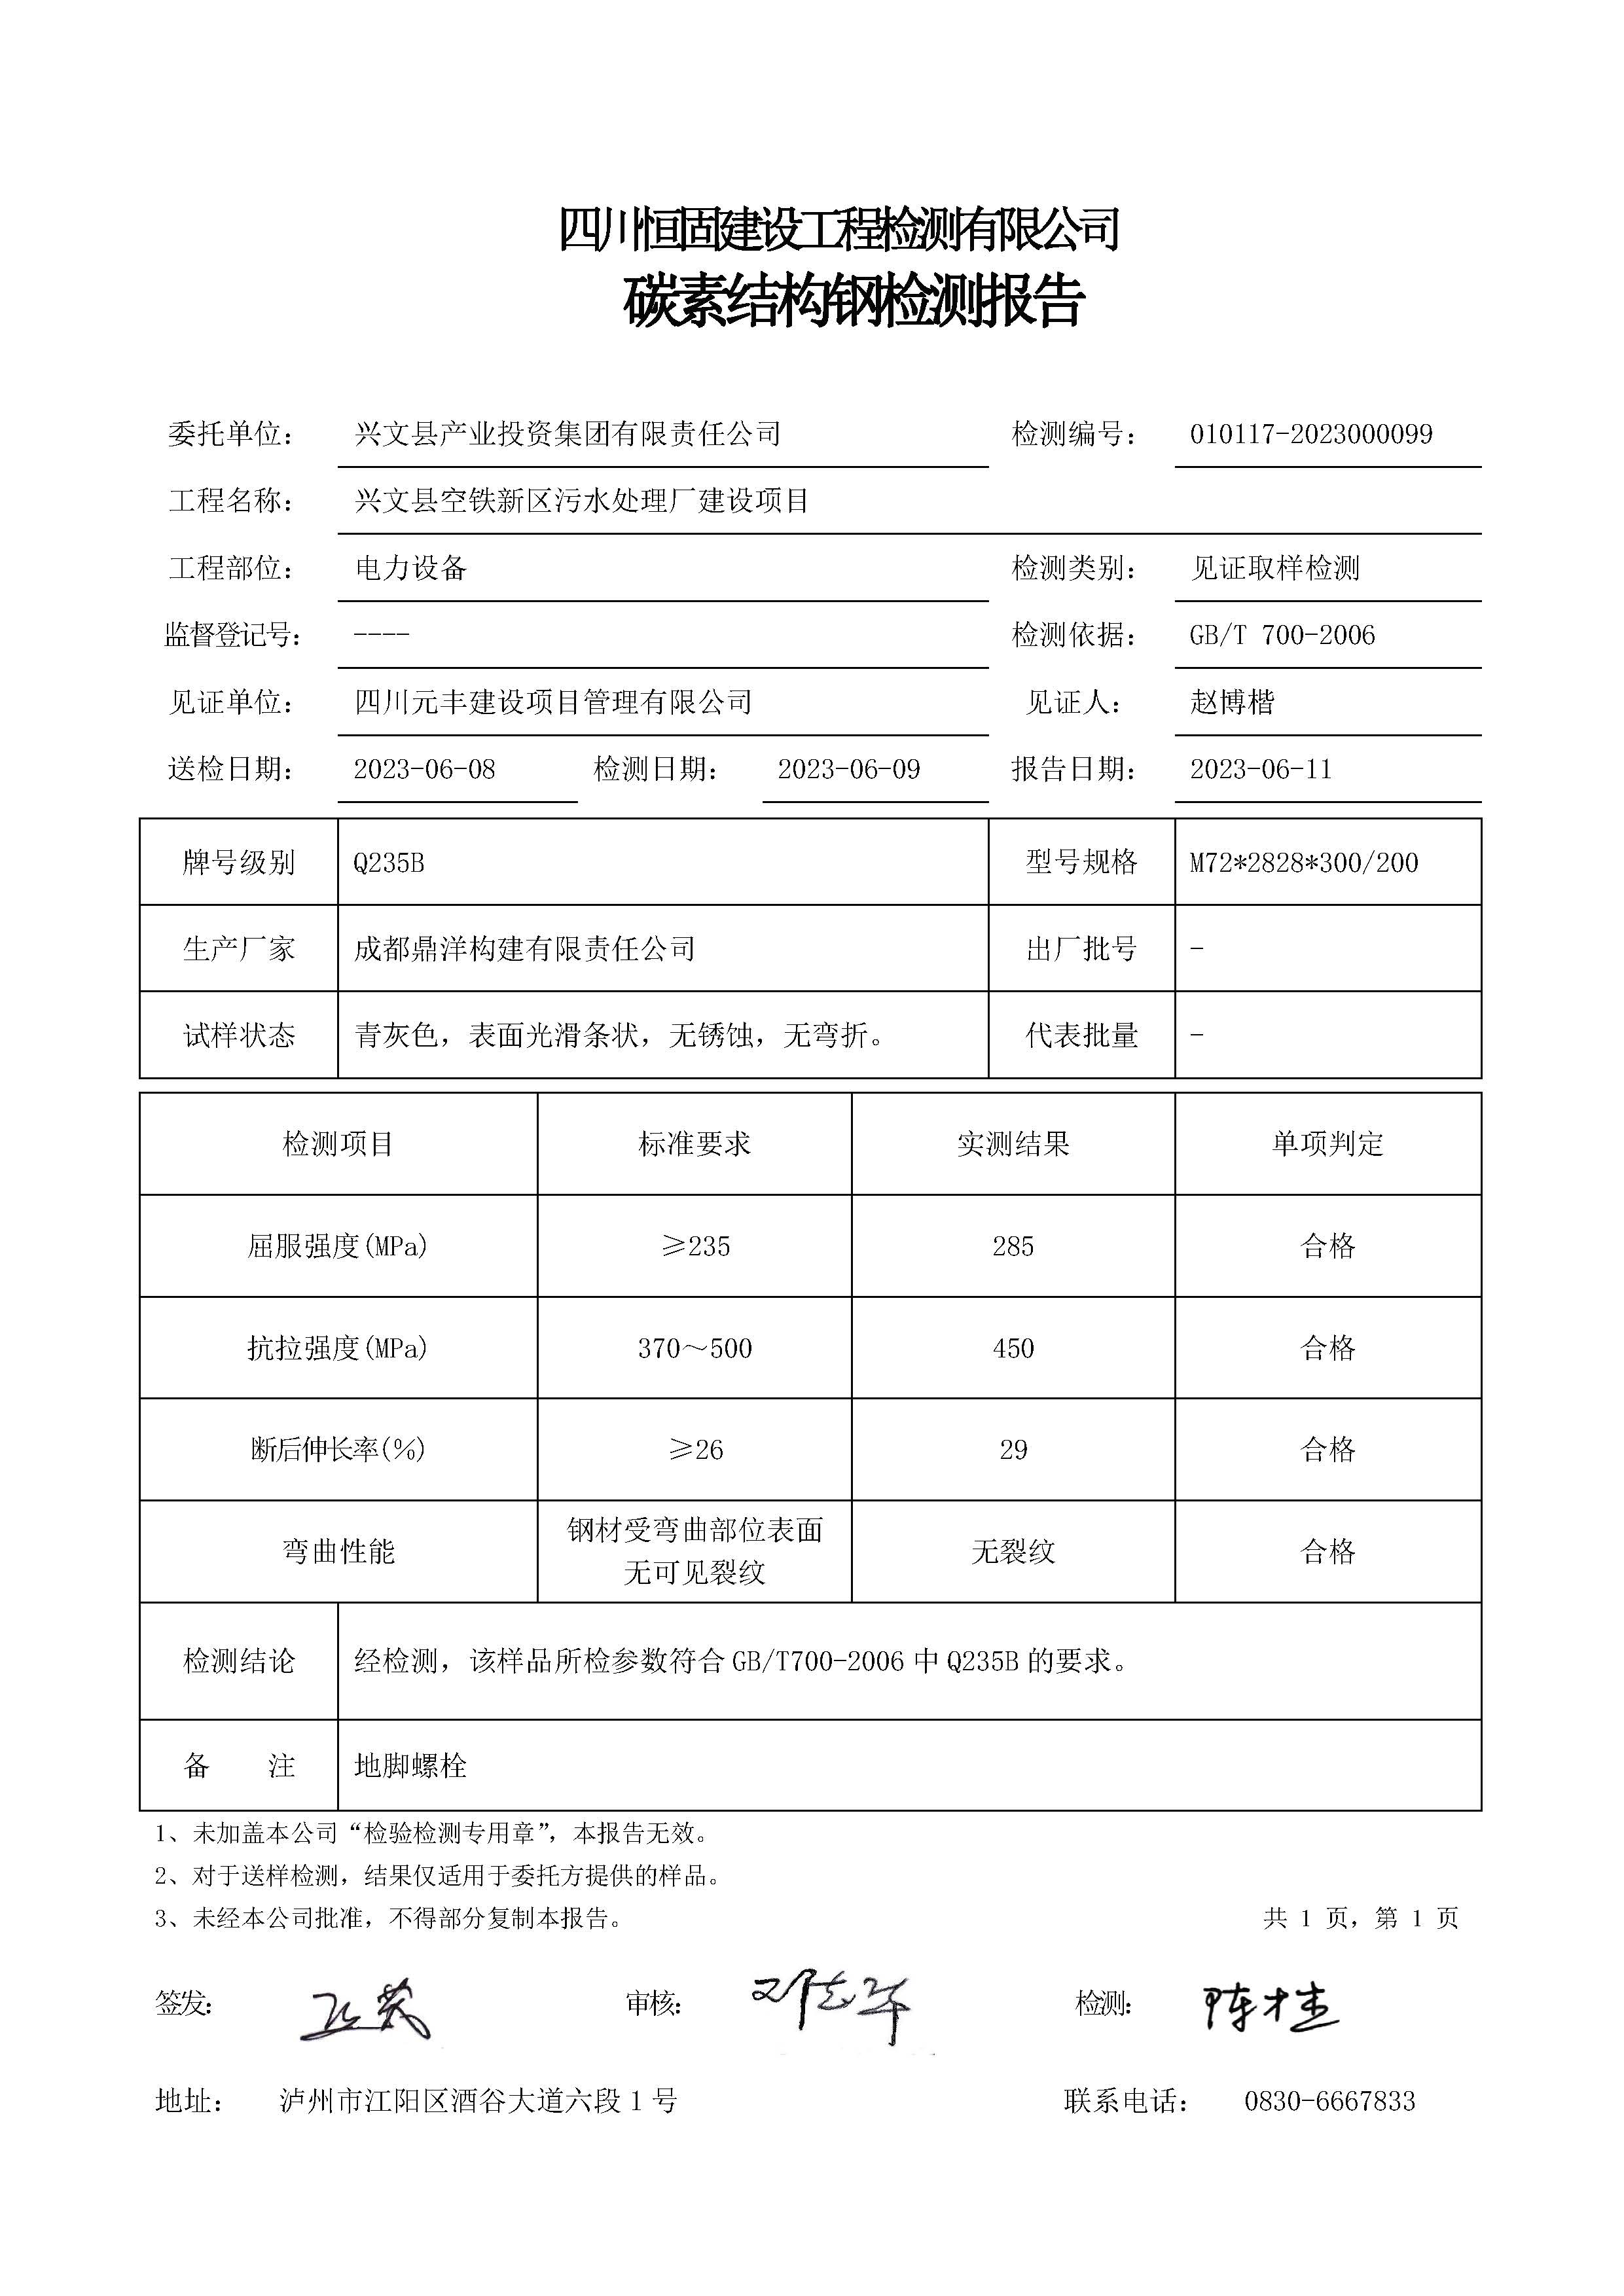 四川恒固建设工程检测有限公司
碳素结构钢检测报告
委托单位： 兴文县产业投资集团有限责任公司 检测编号： 010117-2023000099
工程名称： 兴文县空铁新区污水处理厂建设项目
工程部位： 电力设备 检测类别： 见证取样检测
监督登记号： ---- 检测依据： GB/T 700-2006
见证单位： 四川元丰建设项目管理有限公司 见证人： 赵博楷
送检日期： 2023-06-08 检测日期： 2023-06-09 报告日期： 2023-06-11
牌号级别 Q235B 型号规格 M72*2828*300/200
生产厂家 成都鼎洋构建有限责任公司 出厂批号 -
试样状态 青灰色，表面光滑条状，无锈蚀，无弯折。 代表批量 -
检测项目 标准要求 实测结果 单项判定
屈服强度(MPa) ≥235 285 合格
抗拉强度(MPa) 370～500 450 合格
断后伸长率(%) ≥26 29 合格
弯曲性能 钢材受弯曲部位表面 无裂纹 合格
无可见裂纹
检测结论 经检测，该样品所检参数符合GB/T700-2006中Q235B的要求。
备 注 地脚螺栓
1、未加盖本公司“检验检测专用章”，本报告无效。
2、对于送样检测，结果仅适用于委托方提供的样品。
3、未经本公司批准，不得部分复制本报告。 共 1 页，第 1 页
签发： 审核： 检测：
地址： 泸州市江阳区酒谷大道六段1号 联系电话： 0830-6667833